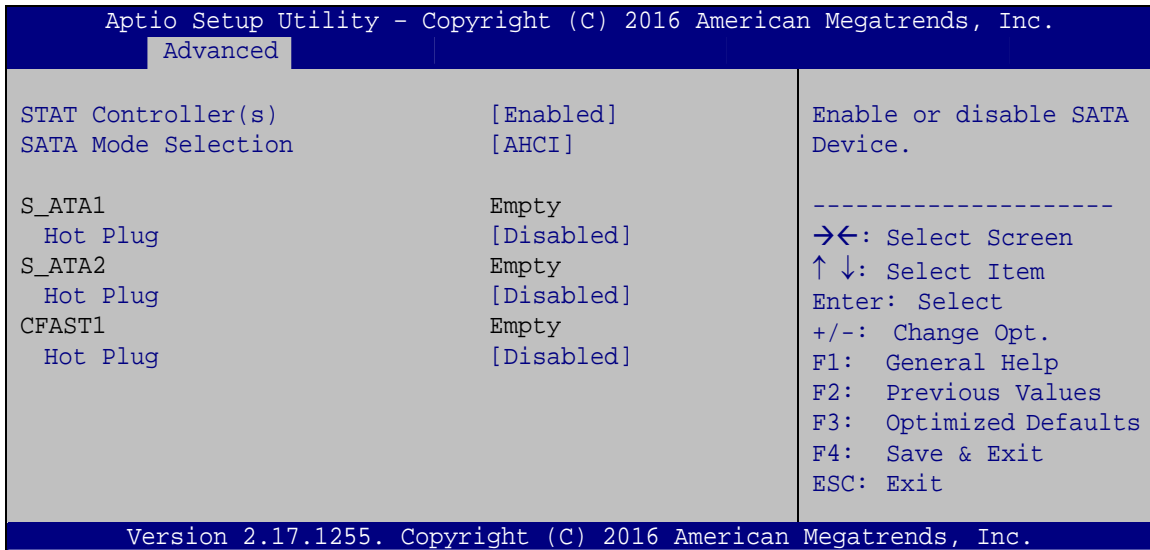 Aptio Setup Utility – Copyright (C) 2016 American Megatrends, Inc.
Advanced
STAT Controller(s) [Enabled]
SATA Mode Selection [AHCI]
S_ATA1 Empty
Hot Plug [Disabled]
S_ATA2 Empty
Hot Plug [Disabled]
CFAST1 Empty
Hot Plug [Disabled]
Enable or disable SATA
Device.
---------------------
→←: Select Screen
↑ ↓: Select Item
Enter: Select
+/-: Change Opt.
F1: General Help
F2: Previous Values
F3: Optimized Defaults
F4: Save & Exit
ESC: Exit
Version 2.17.1255. Copyright (C) 2016 American Megatrends, Inc.